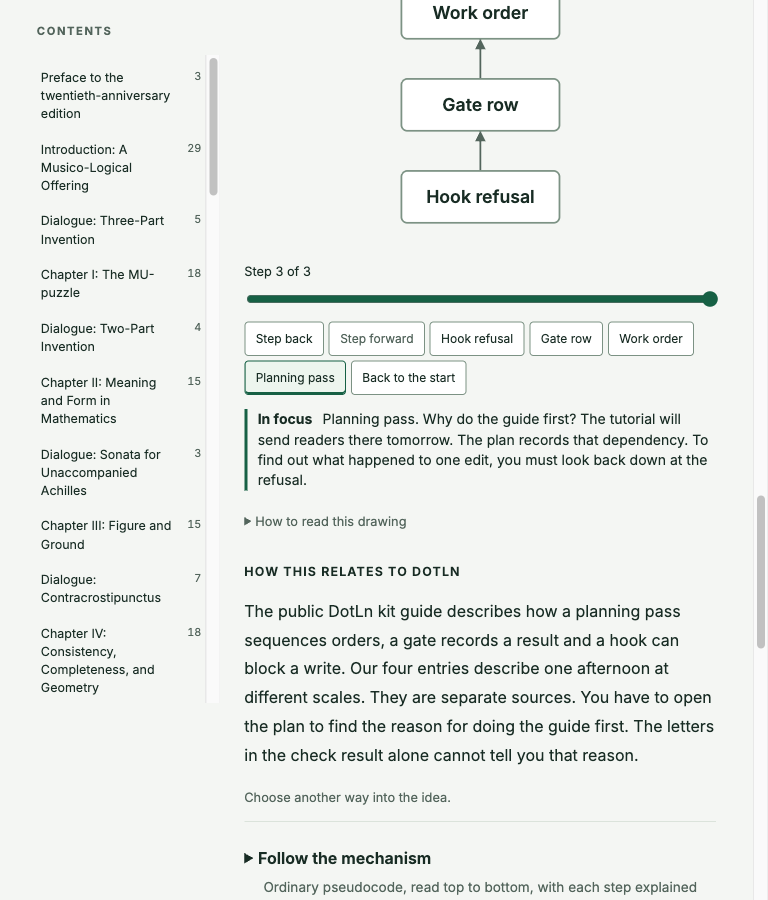 CONTENTS
Preface to the 3
twentieth-anniversary
edition
Introduction: A 29
Musico-Logical
Offering
Dialogue: Three-Part 5
Invention
Chapter I: The MU- 18
puzzle
Dialogue: Two-Part 4
Invention
Chapter II: Meaning 15
and Form in
Mathematics
Dialogue: Sonata for 3
Unaccompanied
Achilles
Chapter III: Figure and 15
Ground
Dialogue: 7
Contracrostipunctus
Chapter IV: 18
Consistency,
Completeness, and
Geometry
Work order
Gate row
Hook refusal
Step 3 of 3
Step back Step forward Hook refusal Gate row Work order
Planning pass Back to the start
In focus Planning pass. Why do the guide first? The tutorial will
send readers there tomorrow. The plan records that dependency. To
find out what happened to one edit, you must look back down at the
refusal.
How to read this drawing
HOW THIS RELATES TO DOTLN
The public DotLn kit guide describes how a planning pass
sequences orders, a gate records a result and a hook can
block a write. Our four entries describe one afternoon at
different scales. They are separate sources. You have to open
the plan to find the reason for doing the guide first. The letters
in the check result alone cannot tell you that reason.
Choose another way into the idea.
Follow the mechanism
Ordinary pseudocode, read top to bottom, with each step explained